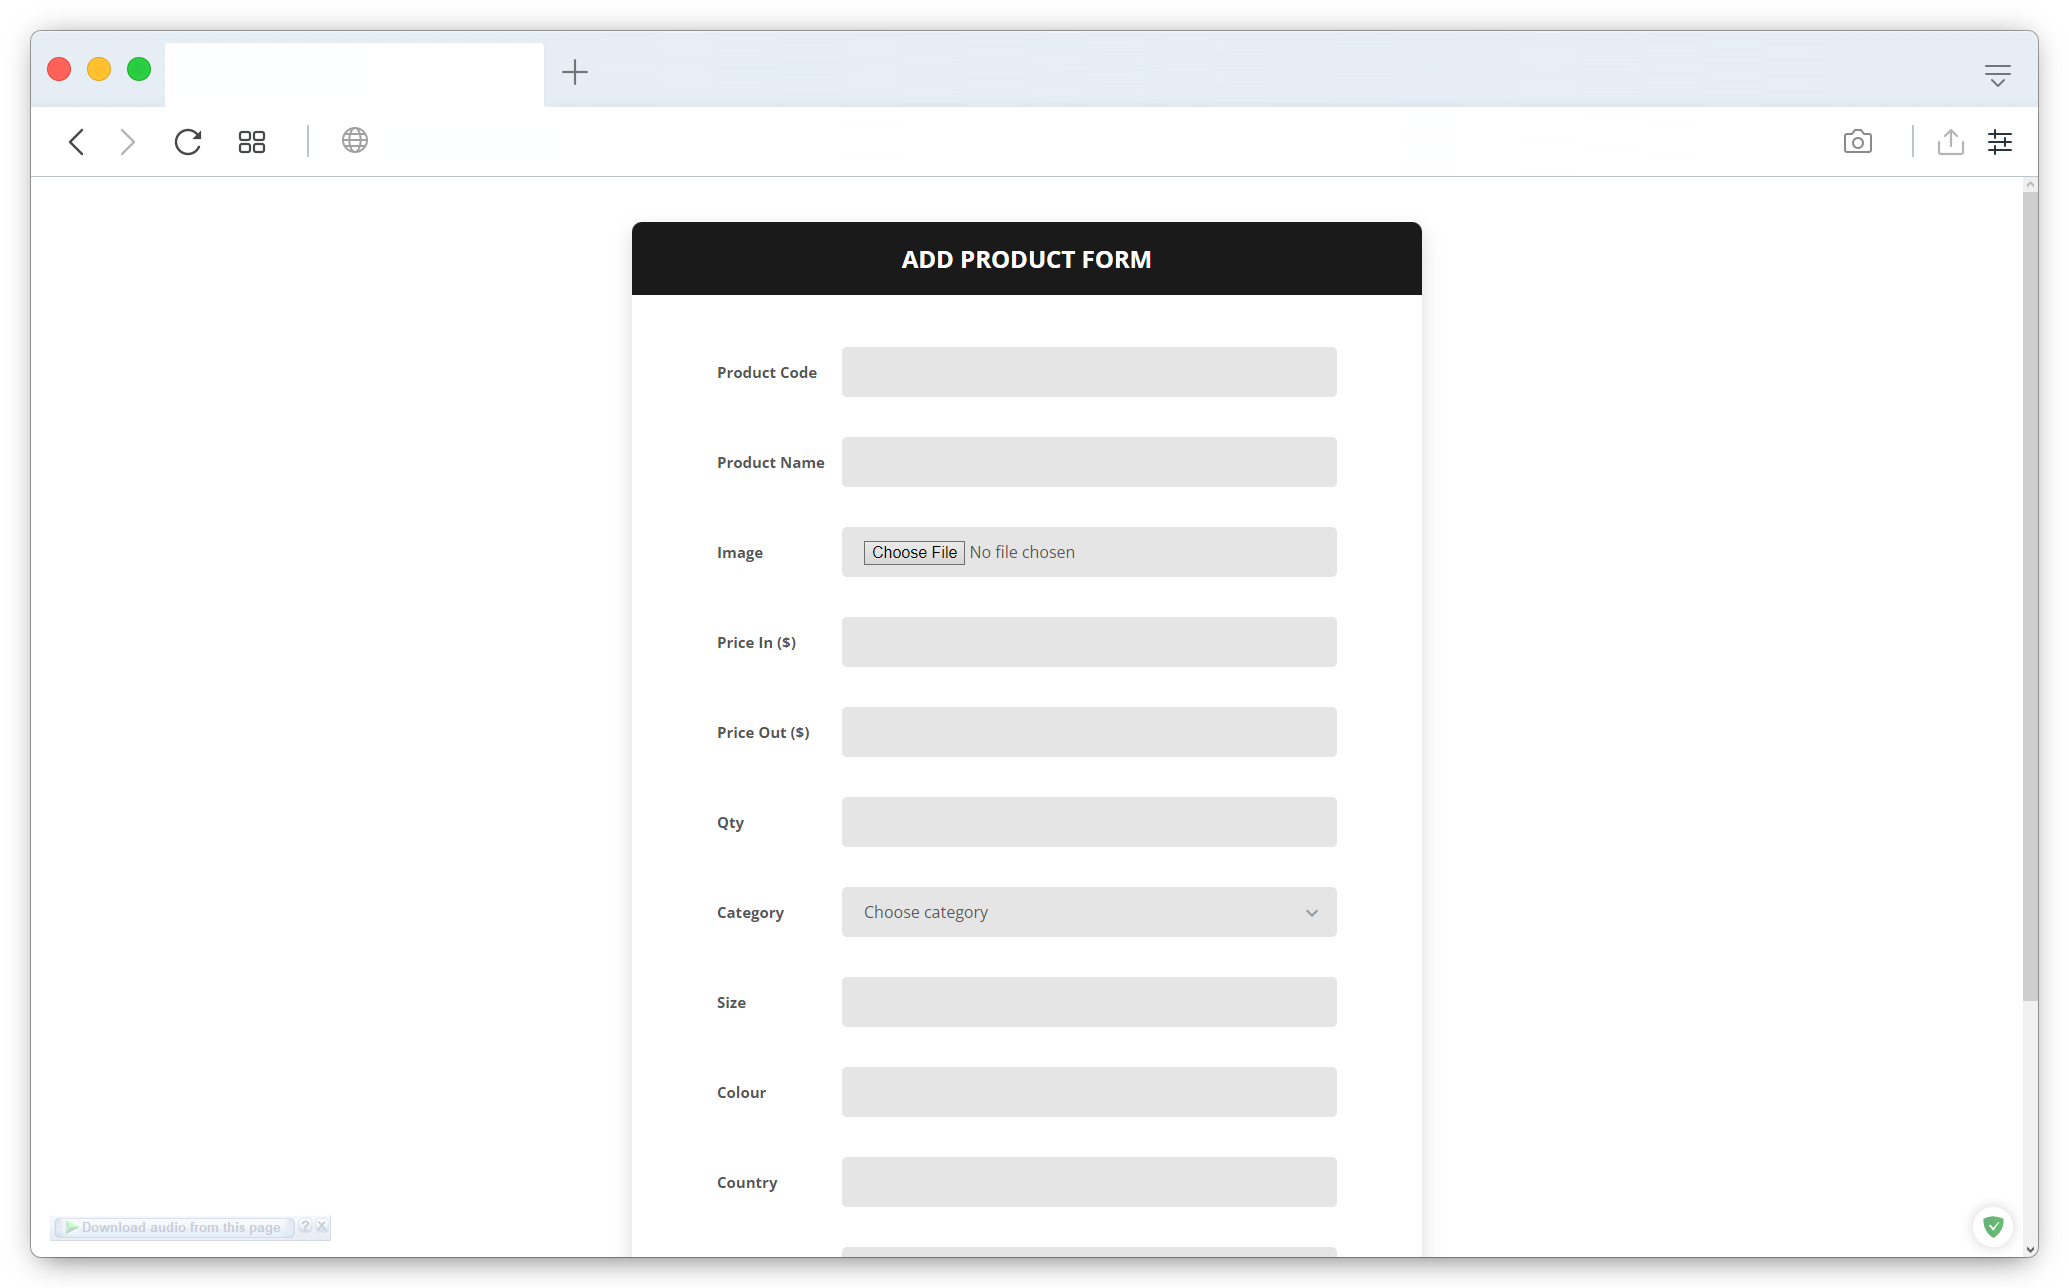 ADD PRODUCT FORM
Product Code
Product Name
Image Choose File No file chosen
Price In ($)
Price Out ($)
Qty
Category Choose category
Size
Colour
Country
Download audio from this page ? X